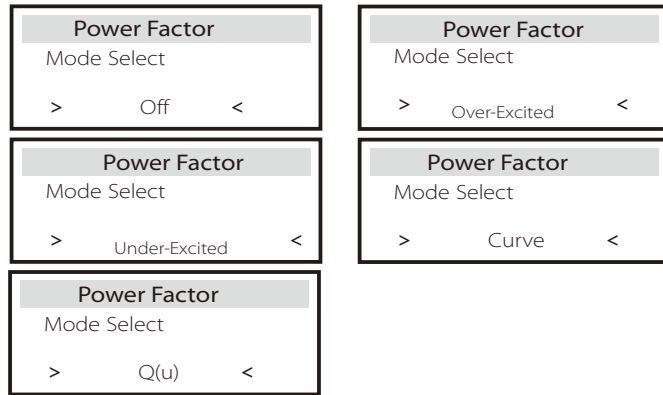 Power Factor
Mode Select
> Off <
Power Factor
Mode Select
> Over-Excited <
Power Factor
Mode Select
> Under-Excited <
Power Factor
Mode Select
> Curve <
Power Factor
Mode Select
> Q(u) <